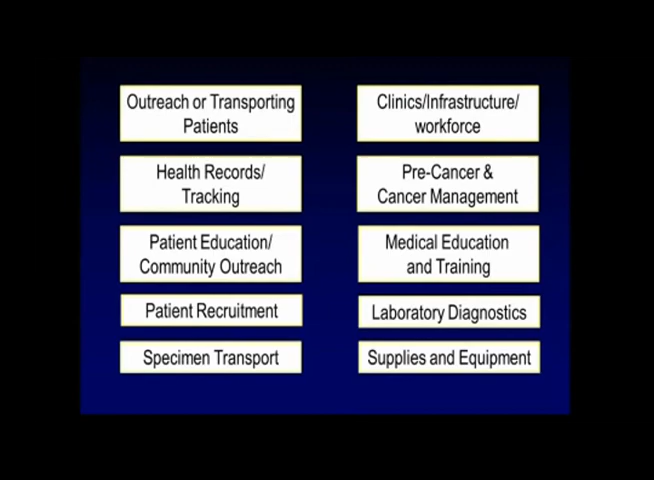 Outreach or Transporting
Patients
Health Records/
Tracking
Patient Education/
Community Outreach
Patient Recruitment
Specimen Transport
Clinics/Infrastructure/
workforce
Pre-Cancer &
Cancer Management
Medical Education
and Training
Laboratory Diagnostics
Supplies and Equipment